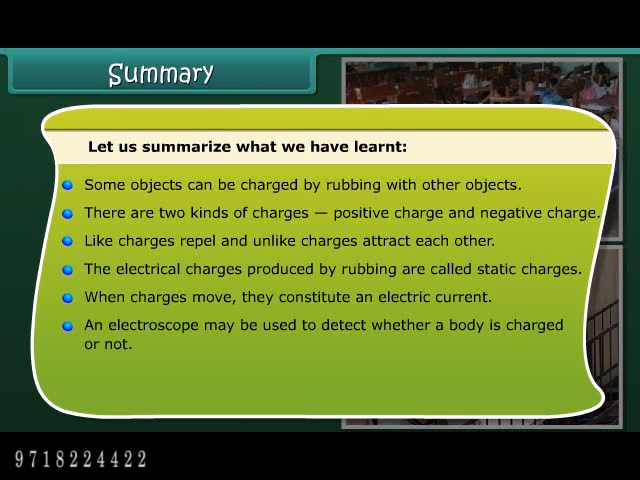 Summary
Let us summarize what we have learnt:
Some objects can be charged by rubbing with other objects.
There are two kinds of charges — positive charge and negative charge.
Like charges repel and unlike charges attract each other.
The electrical charges produced by rubbing are called static charges.
When charges move, they constitute an electric current.
An electroscope may be used to detect whether a body is charged
or not.
9718224422